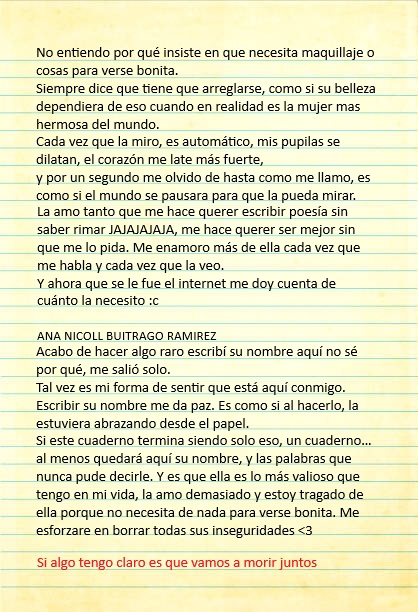 No entiendo por qué insiste en que necesita maquillaje o
cosas para verse bonita.
Siempre dice que tiene que arreglarse, como si su belleza
dependiera de eso cuando en realidad es la mujer mas
hermosa del mundo.
Cada vez que la miro, es automático, mis pupilas se
dilatan, el corazón me late más fuerte,
y por un segundo me olvido de hasta como me llamo, es
como si el mundo se pausara para que la pueda mirar.
La amo tanto que me hace querer escribir poesía sin
saber rimar JAJAJAJAJA, me hace querer ser mejor sin
que me lo pida. Me enamoro más de ella cada vez que
me habla y cada vez que la veo.
Y ahora que se le fue el internet me doy cuenta de
cuánto la necesito :c
ANA NICOLL BUITRAGO RAMIREZ
Acabo de hacer algo raro escribí su nombre aquí no sé
por qué, me salió solo.
Tal vez es mi forma de sentir que está aquí conmigo.
Escribir su nombre me da paz. Es como si al hacerlo, la
estuviera abrazando desde el papel.
Si este cuaderno termina siendo solo eso, un cuaderno...
al menos quedará aquí su nombre, y las palabras que
nunca pude decirle. Y es que ella es lo más valioso que
tengo en mi vida, la amo demasiado y estoy tragado de
ella porque no necesita de nada para verse bonita. Me
esforzare en borrar todas sus inseguridades <3
Si algo tengo claro es que vamos a morir juntos